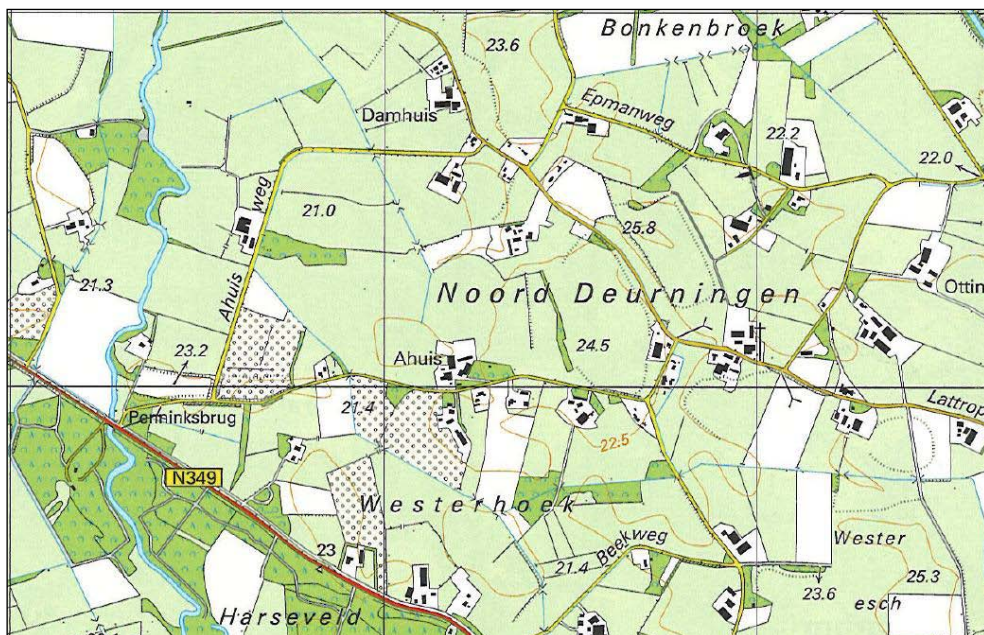 Bonkenbroek
23.6
Damhuis
Epmanweg
22.2
22.0
Ahuisweg
21.0
25.8
21.3
Noord Deurningen
Ottin
23.2
Ahuis
24.5
21.4
Lattrop
Penninksbrug
22.5
N349
Westerhoek
Beekweg
Wester
23
21.4
23.6
25.3
esch
Harseveld